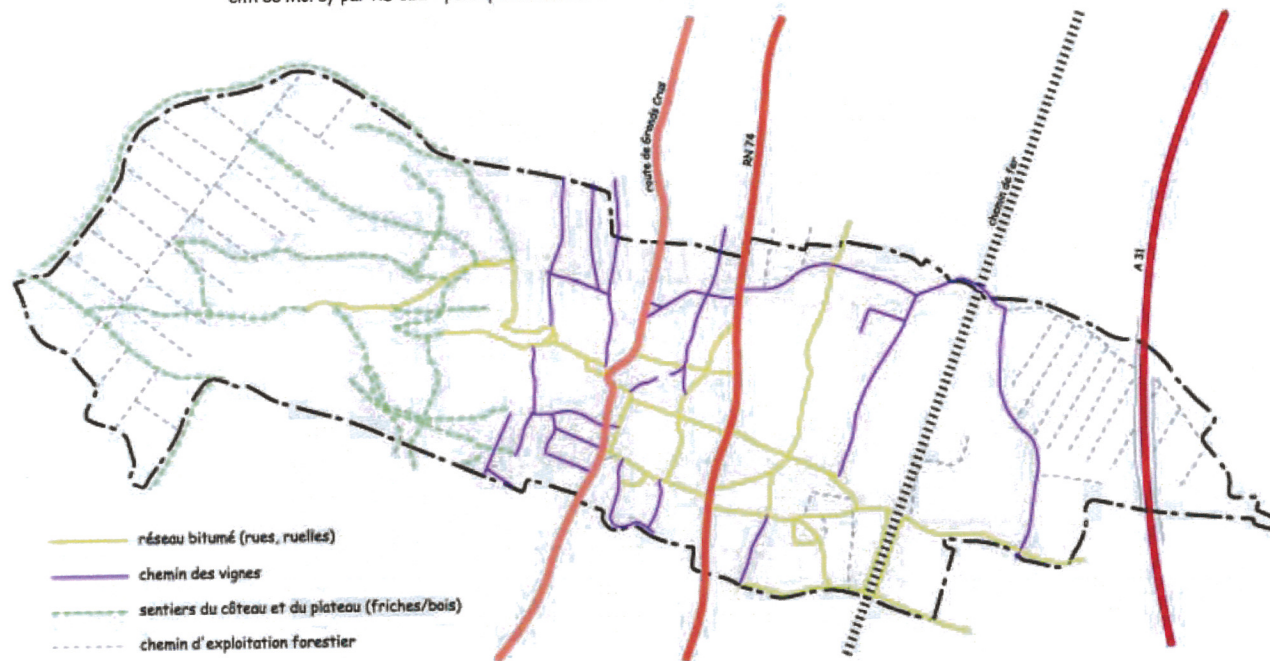 route de Grands Crus
RN 74
chemin de fer
A 31
réseau bitumé (rues, ruelles)
chemin des vignes
sentiers du côteau et du plateau (friches/bois)
chemin d'exploitation forestier